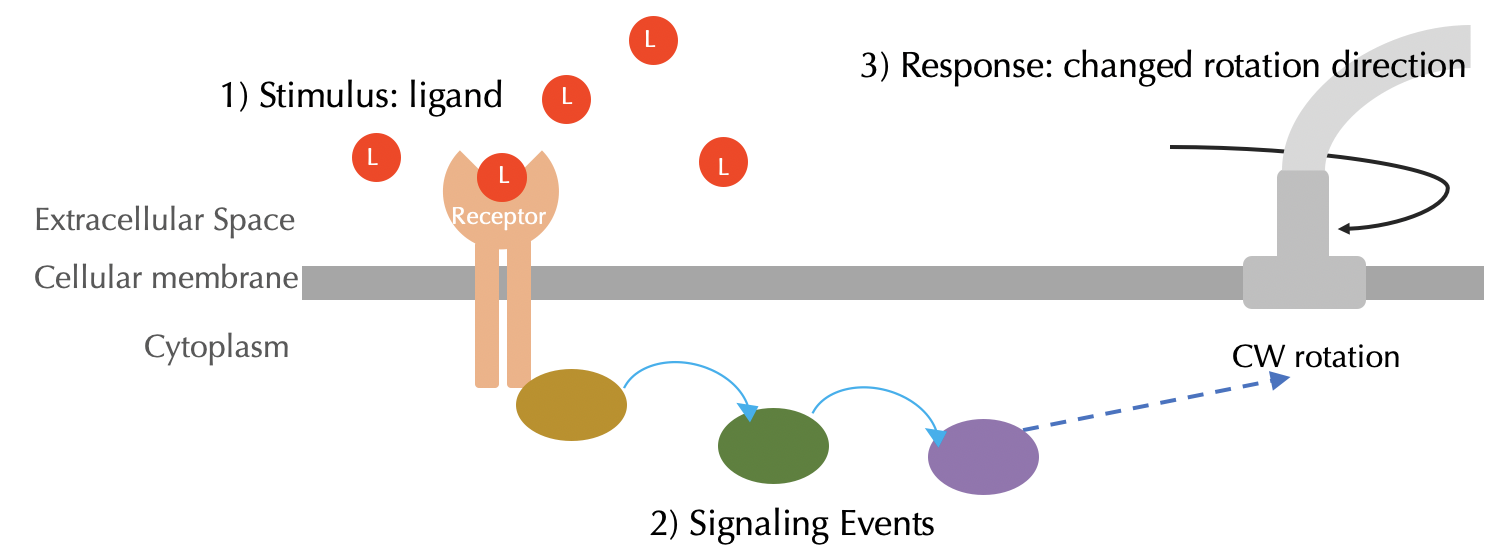 L
3) Response: changed rotation direction
1) Stimulus: ligand
L
L
L
L
Receptor
Extracellular Space
Cellular membrane
Cytoplasm
CW rotation
2) Signaling Events